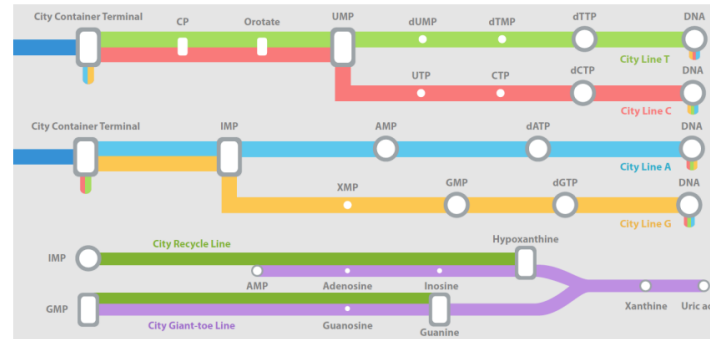 City Container Terminal
CP
Orotate
UMP
dUMP
dTMP
dTTP
DNA
City Line T
UTP
CTP
dCTP
DNA
City Line C
City Container Terminal
IMP
AMP
dATP
DNA
City Line A
XMP
GMP
dGTP
DNA
City Line G
City Recycle Line
Hypoxanthine
IMP
AMP
Adenosine
Inosine
GMP
Xanthine
Uric ac
City Giant-toe Line
Guanosine
Guanine